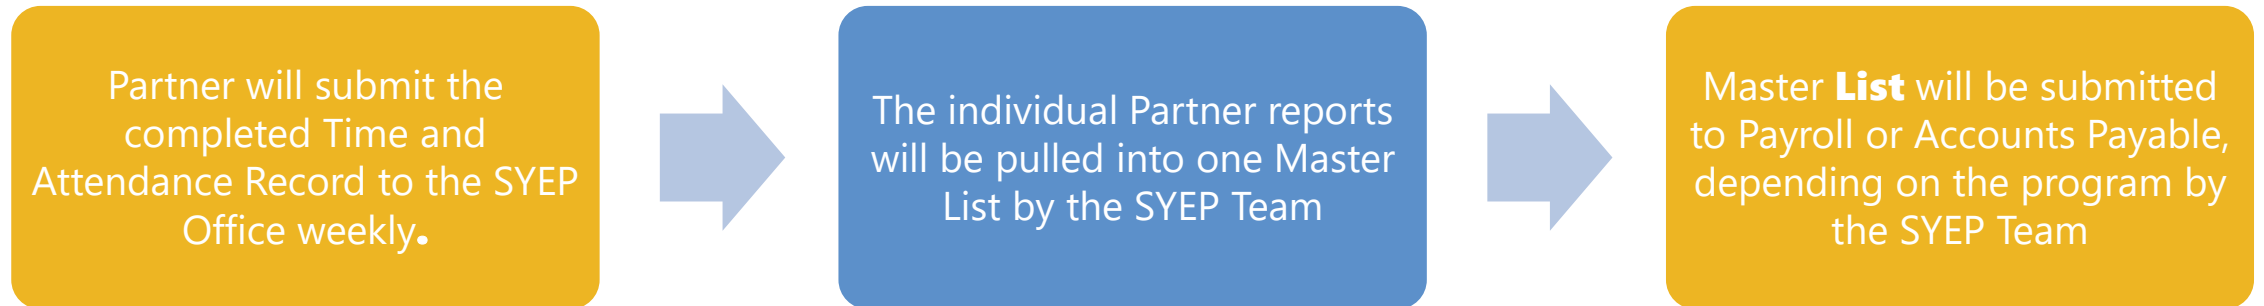 Partner will submit the
completed Time and
Attendance Record to the SYEP
Office weekly.
The individual Partner reports
will be pulled into one Master
List by the SYEP Team
Master List will be submitted
to Payroll or Accounts Payable,
depending on the program by
the SYEP Team